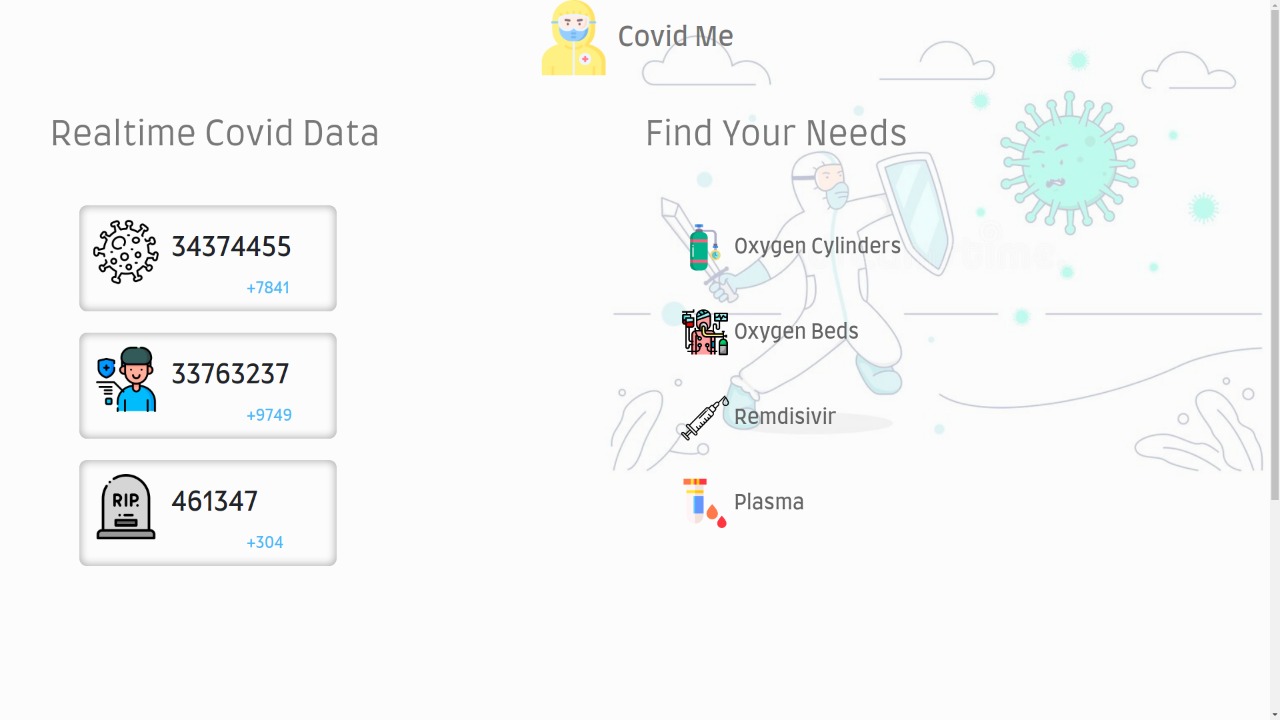 Covid Me
Realtime Covid Data
34374455
+7841
33763237
+9749
RIP.
461347
+304
Find Your Needs
Oxygen Cylinders
Oxygen Beds
Remdisivir
Plasma